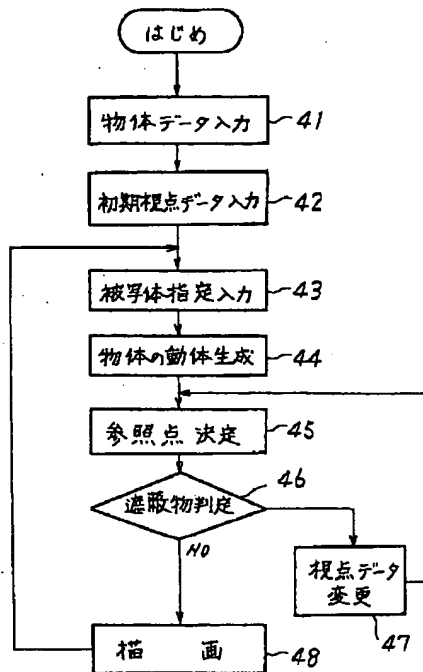 はじめ
物体データ入力 41
初期視点データ入力 42
被写体指定入力 43
物体の動体生成 44
参照点決定 45
遮蔽物判定 46
NO
視点データ
変更 47
描画 48